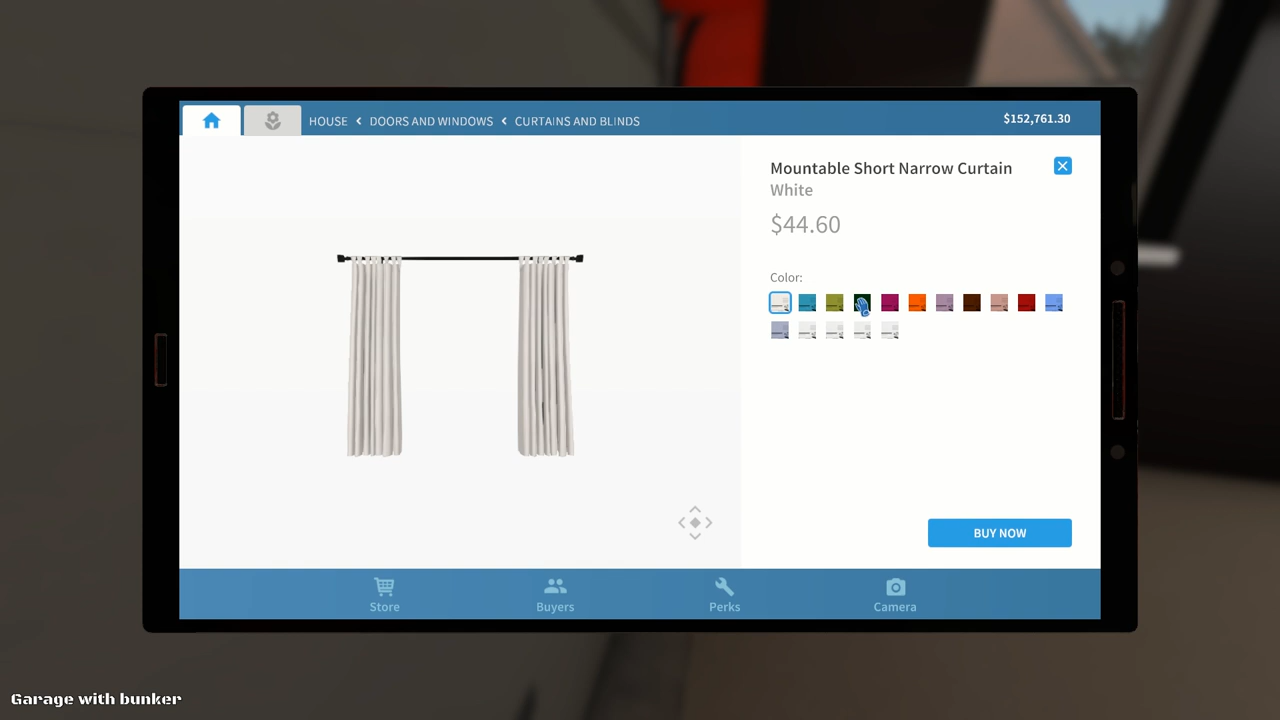 HOUSE < DOORS AND WINDOWS < CURTAINS AND BLINDS
$152,761.30
Mountable Short Narrow Curtain
White
$44.60
Color:
BUY NOW
Store
Buyers
Perks
Camera
Garage with bunker